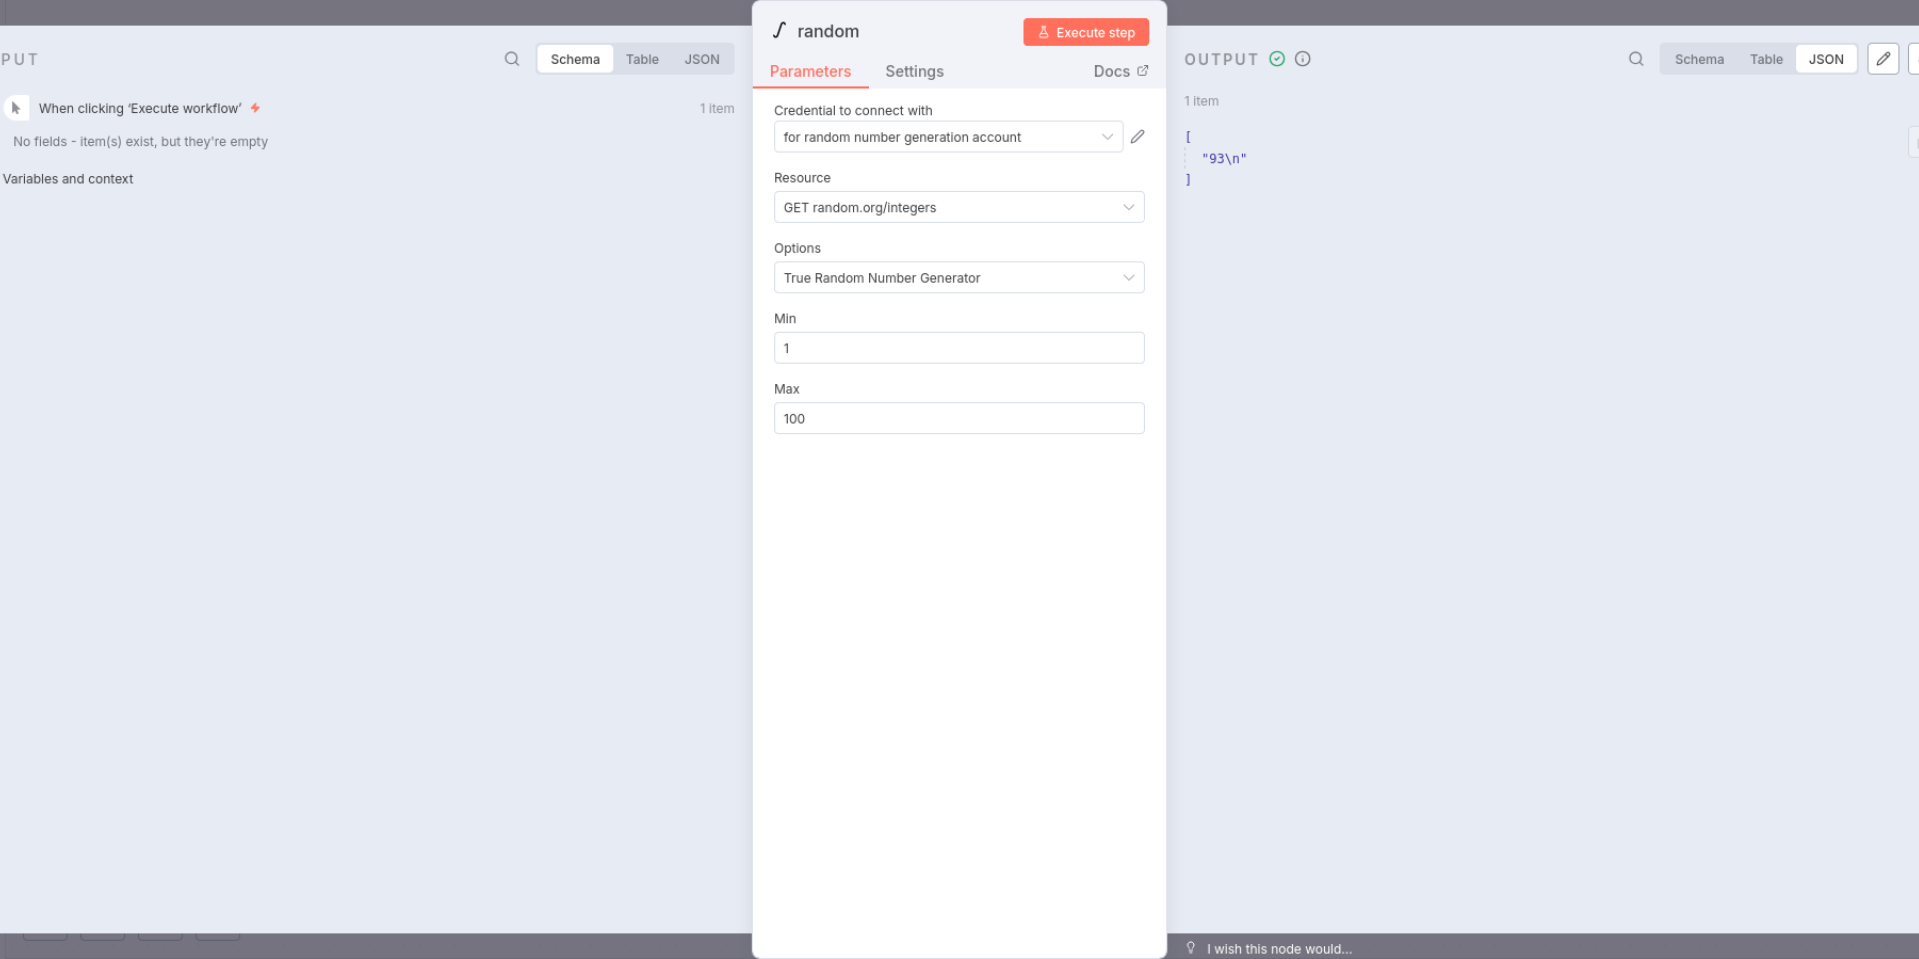 PUT
Schema
Table
JSON
When clicking ‘Execute workflow’
1 item
No fields - item(s) exist, but they're empty
Variables and context
random
Execute step
Parameters
Settings
Docs
Credential to connect with
for random number generation account
Resource
GET random.org/integers
Options
True Random Number Generator
Min
1
Max
100
OUTPUT
Schema
Table
JSON
1 item
[
"93\n"
]
I wish this node would...